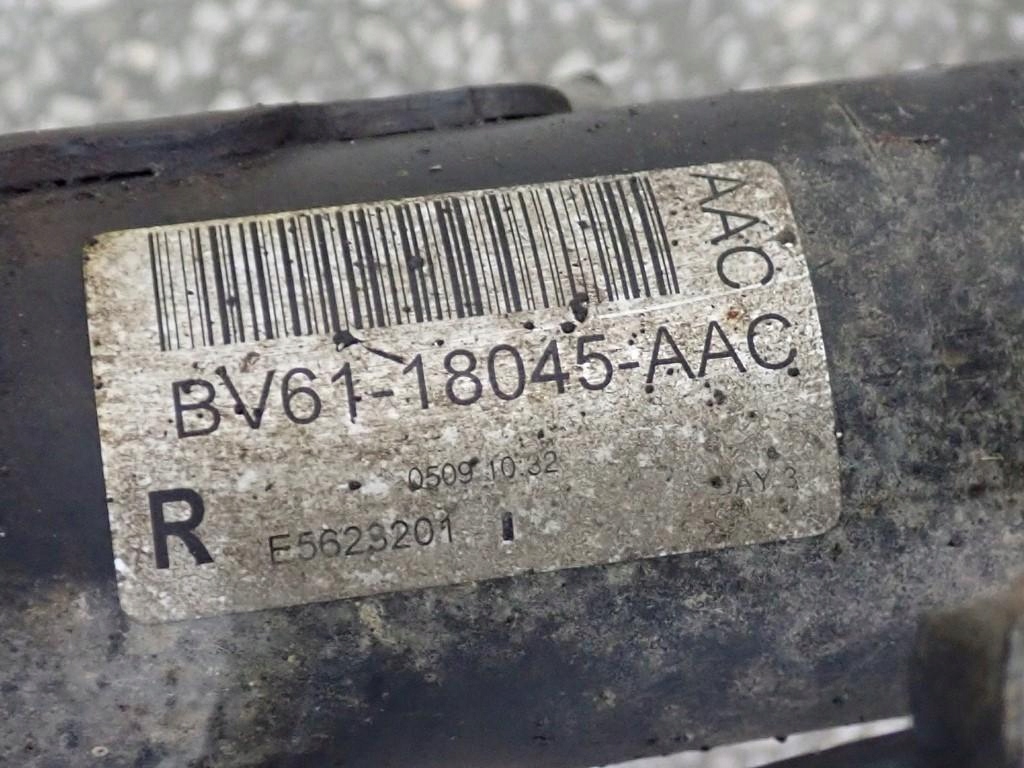 AAC
BV61-18045-AAC
0509 10.32
R
E5623201 I